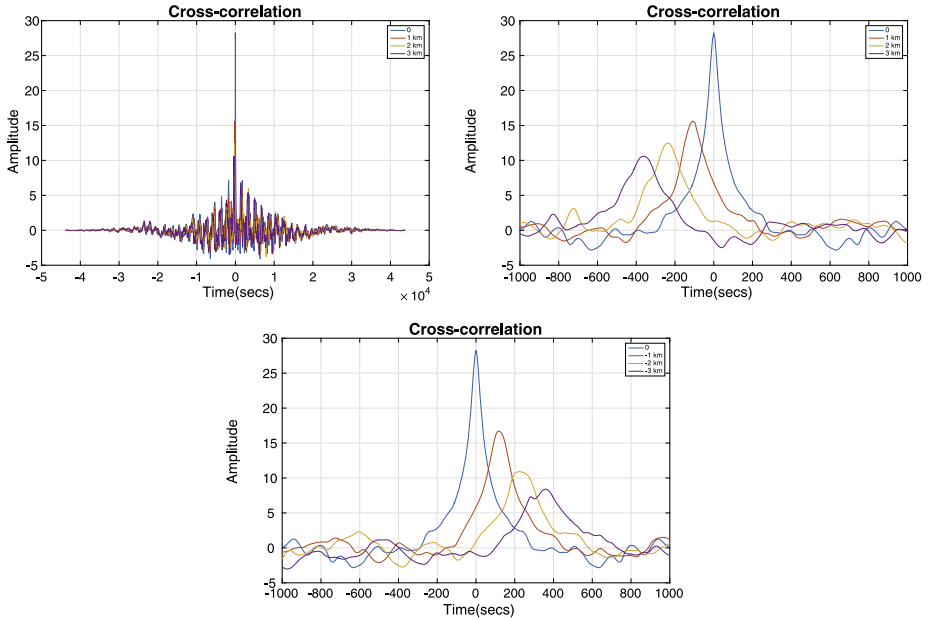 Cross-correlation
30
25
20
15
10
5
0
-5
Amplitude
0
1 km
2 km
3 km
-5 -4 -3 -2 -1 0 1 2 3 4 5
Time(secs)
× 10^4
Cross-correlation
30
25
20
15
10
5
0
-5
Amplitude
0
1 km
2 km
3 km
-1000 -800 -600 -400 -200 0 200 400 600 800 1000
Time(secs)
Cross-correlation
30
25
20
15
10
5
0
-5
Amplitude
0
-1 km
-2 km
-3 km
-1000 -800 -600 -400 -200 0 200 400 600 800 1000
Time(secs)